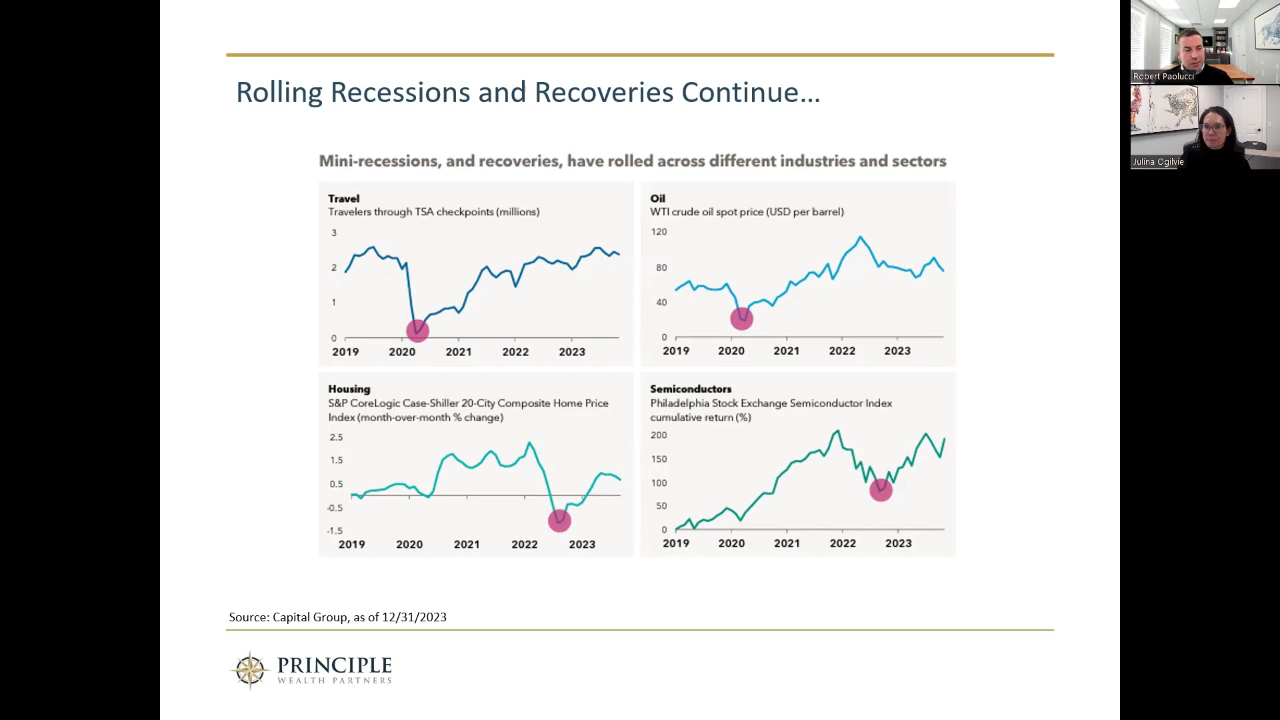 Rolling Recessions and Recoveries Continue…
Mini-recessions, and recoveries, have rolled across different industries and sectors
Travel
Travelers through TSA checkpoints (millions)
3
2
1
0
2019 2020 2021 2022 2023
Oil
WTI crude oil spot price (USD per barrel)
120
80
40
0
2019 2020 2021 2022 2023
Housing
S&P CoreLogic Case-Shiller 20-City Composite Home Price
Index (month-over-month % change)
2.5
1.5
0.5
-0.5
-1.5
2019 2020 2021 2022 2023
Semiconductors
Philadelphia Stock Exchange Semiconductor Index
cumulative return (%)
200
150
100
50
0
2019 2020 2021 2022 2023
Source: Capital Group, as of 12/31/2023
PRINCIPLE
WEALTH PARTNERS
Robert Paolucci
Julina Ogilvie